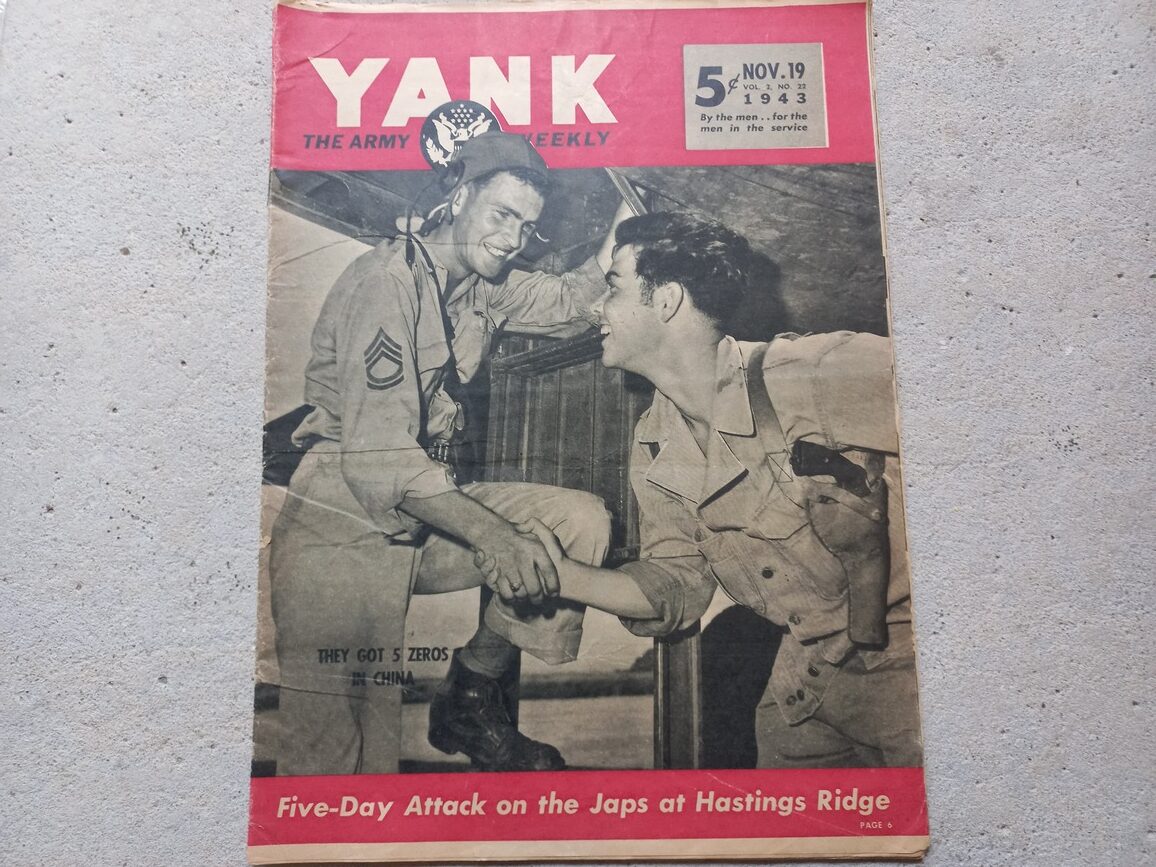 YANK
THE ARMY WEEKLY
5¢ NOV. 19
VOL. 2, NO. 22
1943
By the men . . for the
men in the service
THEY GOT 5 ZEROS
IN CHINA
Five-Day Attack on the Japs at Hastings Ridge
PAGE 6